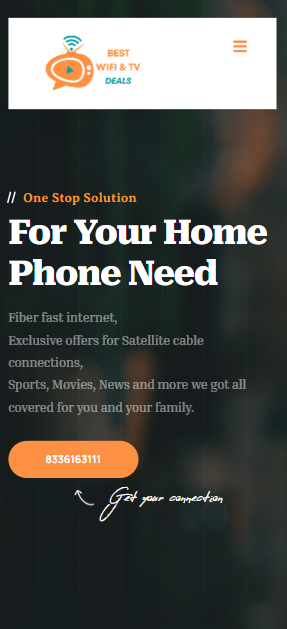 BEST
WIFI & TV
DEALS
// One Stop Solution
For Your Home
Phone Need
Fiber fast internet,
Exclusive offers for Satellite cable
connections,
Sports, Movies, News and more we got all
covered for you and your family.
8336163111
Get your connection